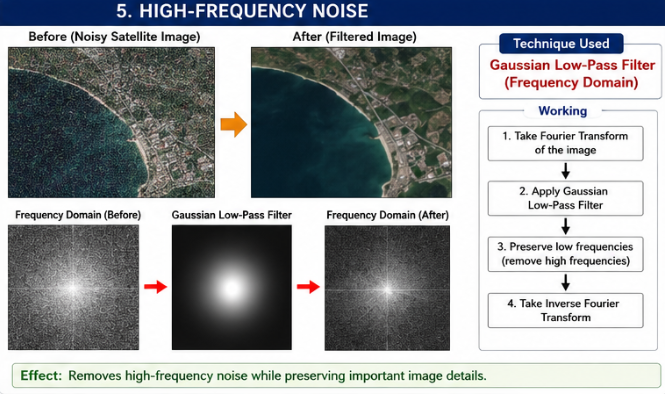 5. HIGH-FREQUENCY NOISE
Before (Noisy Satellite Image)
After (Filtered Image)
Frequency Domain (Before)
Gaussian Low-Pass Filter
Frequency Domain (After)
Technique Used
Gaussian Low-Pass Filter
(Frequency Domain)
Working
1. Take Fourier Transform
of the image
2. Apply Gaussian
Low-Pass Filter
3. Preserve low frequencies
(remove high frequencies)
4. Take Inverse Fourier
Transform
Effect: Removes high-frequency noise while preserving important image details.